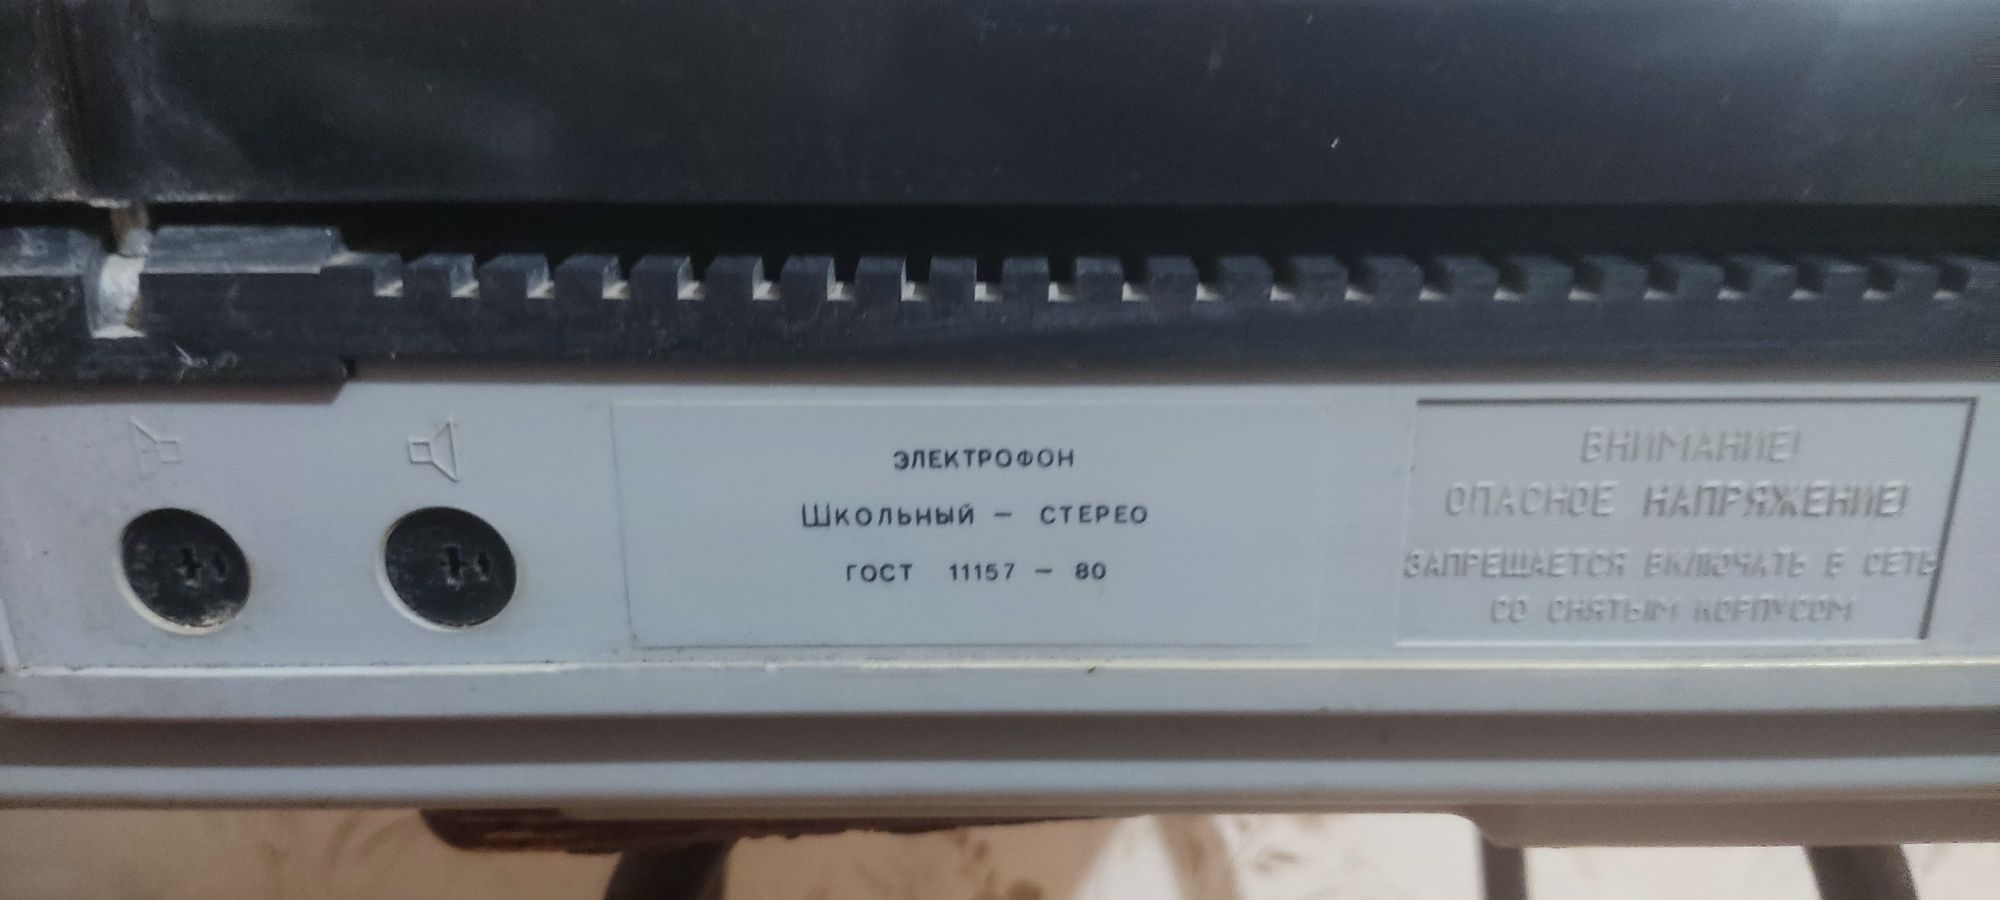 ЭЛЕКТРОФОН
Школьный – СТЕРЕО
ГОСТ 11157 – 80
ВНИМАНИЕ!
ОПАСНОЕ НАПРЯЖЕНИЕ!
ЗАПРЕЩАЕТСЯ ВКЛЮЧАТЬ В СЕТЬ
СО СНЯТЫМ КОРПУСОМ